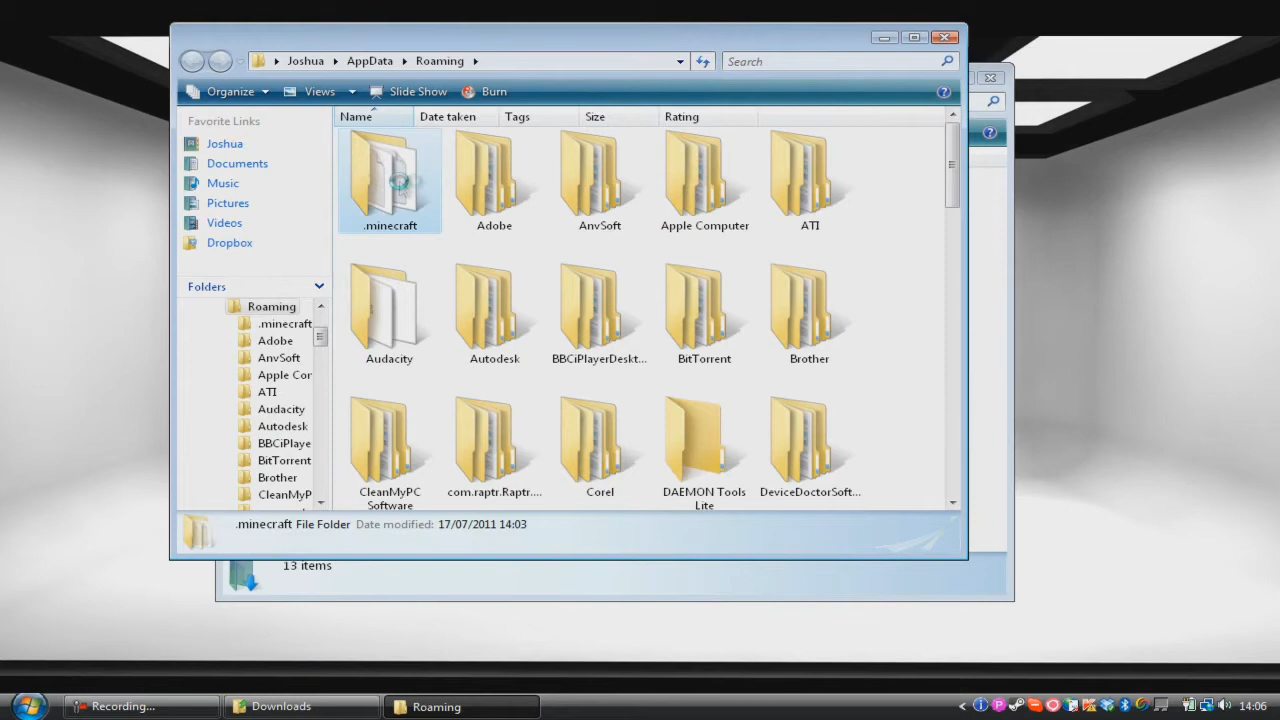 Joshua AppData Roaming
Search
Organize Views Slide Show Burn
Favorite Links
Joshua
Documents
Music
Pictures
Videos
Dropbox
Folders
Roaming
.minecraft
Adobe
AnvSoft
Apple Cor
ATI
Audacity
Autodesk
BBCiPlaye
BitTorrent
Brother
CleanMyP
Name Date taken Tags Size Rating
.minecraft Adobe AnvSoft Apple Computer ATI
Audacity Autodesk BBCiPlayerDeskt... BitTorrent Brother
CleanMyPC Software com.raptr.Raptr.... Corel DAEMON Tools Lite DeviceDoctorSoft...
.minecraft File Folder Date modified: 17/07/2011 14:03
13 items
Recording... Downloads Roaming 14:06